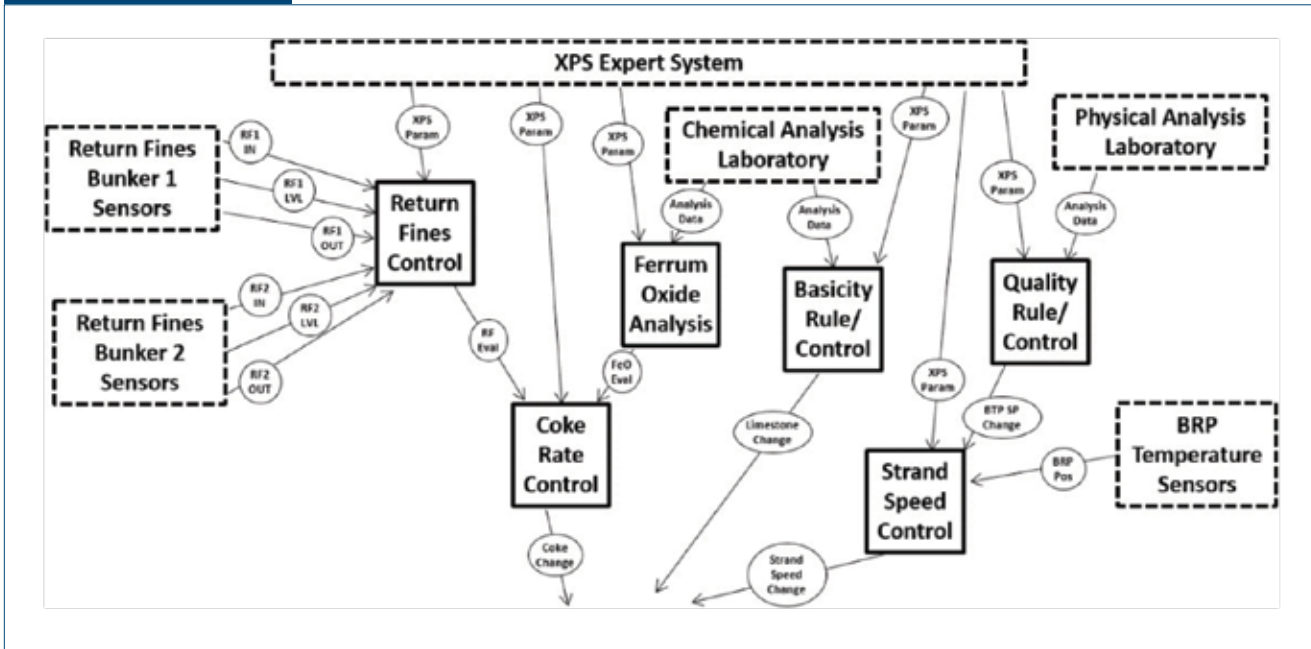 XPS Expert System
XPS
Param
XPS
Param
XPS
Param
XPS
Param
Chemical Analysis
Laboratory
Physical Analysis
Laboratory
Return Fines
Bunker 1
Sensors
RF1
IN
RF1
LVL
RF1
OUT
Return
Fines
Control
Analysis
Data
Analysis
Data
XPS
Param
Analysis
Data
Ferrum
Oxide
Analysis
Basicity
Rule/
Control
Quality
Rule/
Control
Return Fines
Bunker 2
Sensors
RF2
IN
RF2
LVL
RF2
OUT
RF
Eval
FeO
Eval
XPS
Param
Coke
Rate
Control
Limestone
Change
BTP SP
Change
BRP
Temperature
Sensors
BRP
Pos
Strand
Speed
Control
Coke
Change
Strand
Speed
Change